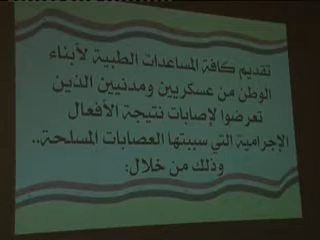 تقديم كافة المساعدات الطبية لأبناء
الوطن من عسكريين ومدنيين الذين
تعرضوا لإصابات نتيجة الأفعال
الإجرامية التي سببتها العصابات المسلحة..
وذلك من خلال: